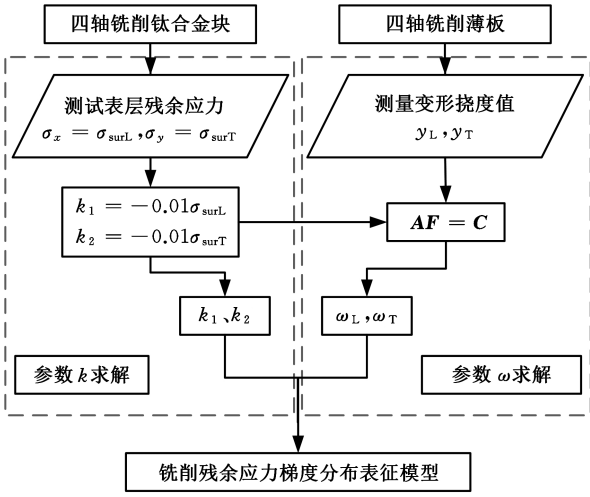 四轴铣削钛合金块
四轴铣削薄板
测试表层残余应力
σx = σsurL,σy = σsurT
测量变形挠度值
yL,yT
k1 = −0.01σsurL
k2 = −0.01σsurT
AF = C
k1、k2
ωL,ωT
参数 k 求解
参数 ω 求解
铣削残余应力梯度分布表征模型